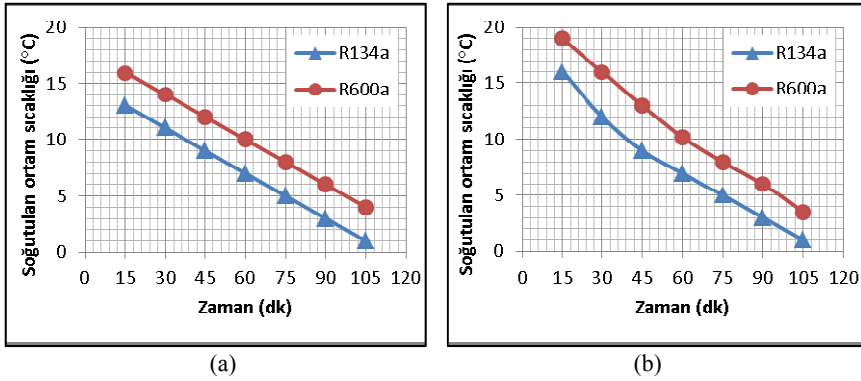 Soğutulan ortam sıcaklığı (°C)
20
15
10
5
0
R134a
R600a
0 15 30 45 60 75 90 105 120
Zaman (dk)
(a)
Soğutulan ortam sıcaklığı (°C)
20
15
10
5
0
R134a
R600a
0 15 30 45 60 75 90 105 120
Zaman (dk)
(b)